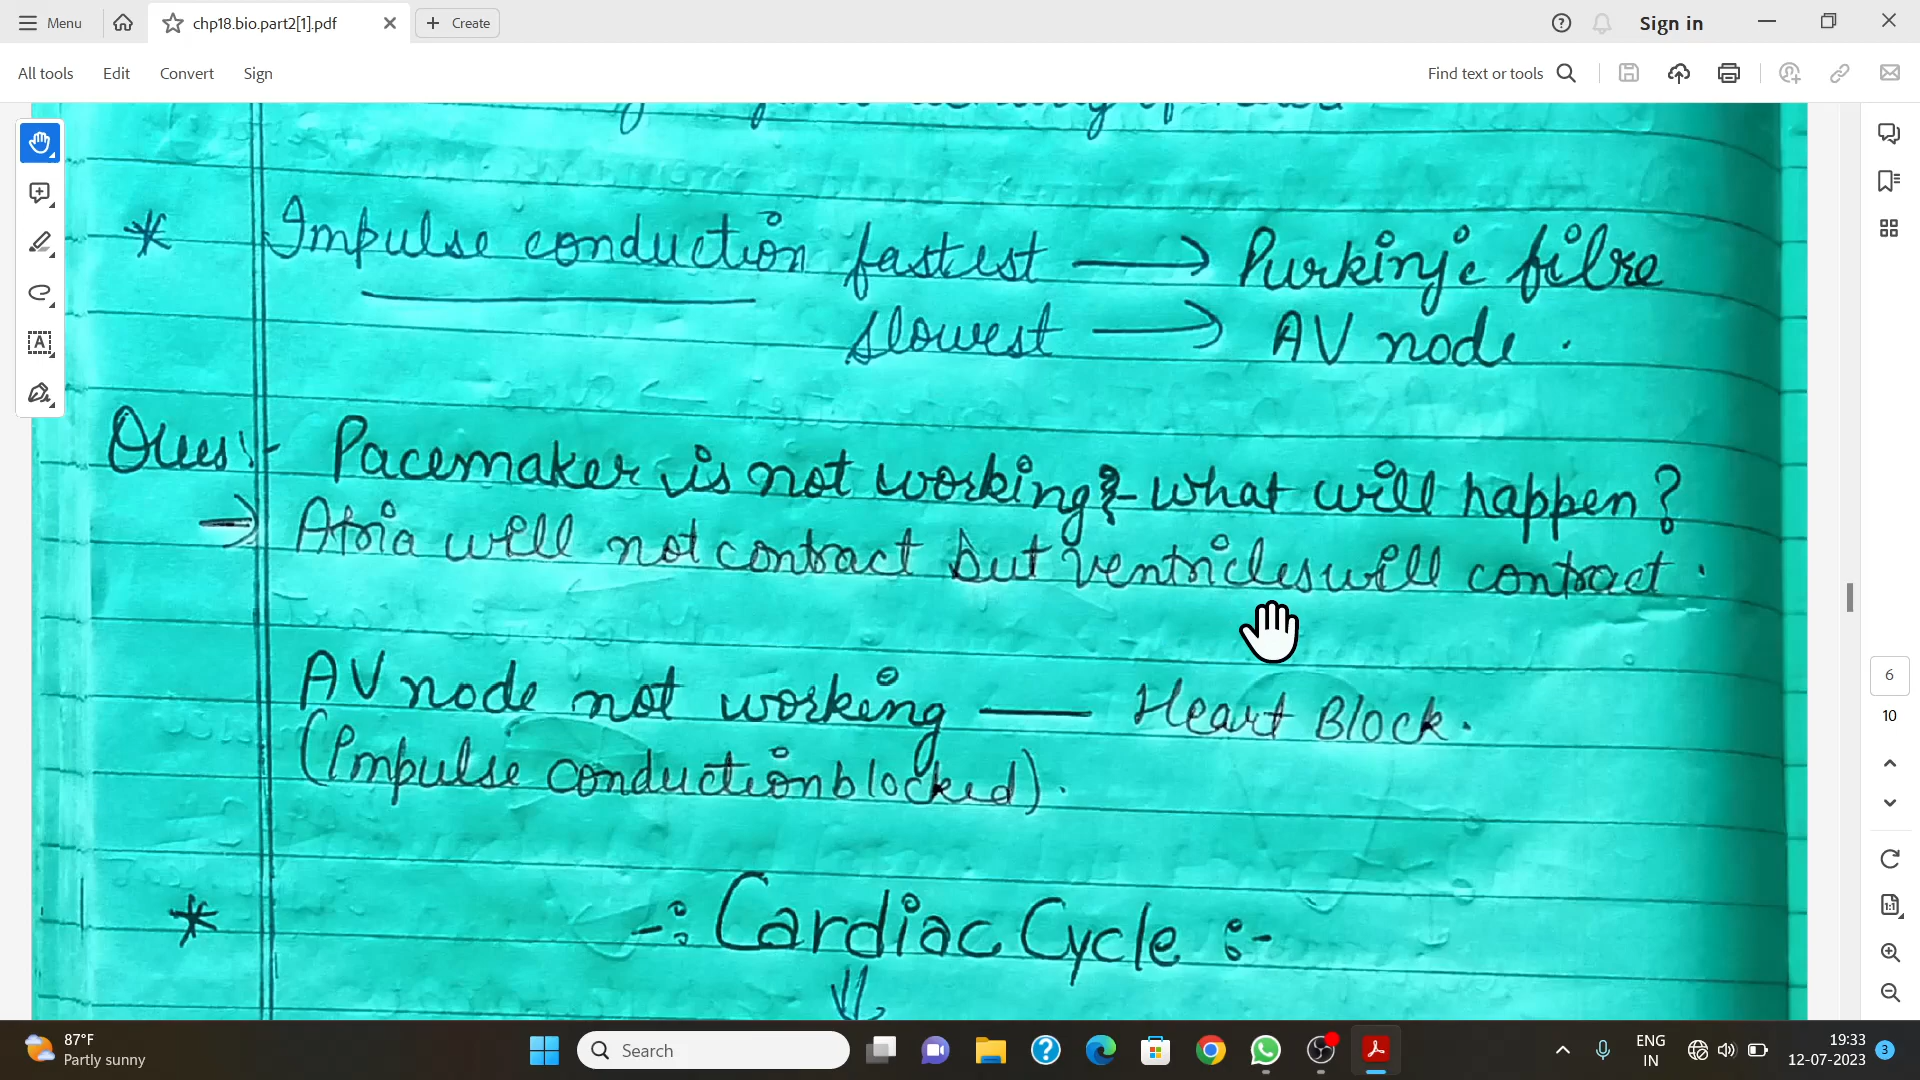 Menu
chp18.bio.part2[1].pdf
Create
Sign in
All tools
Edit
Convert
Sign
Find text or tools
* Impulse conduction fastest → Purkinje fibre
slowest → AV node .
Ques:- Pacemaker is not working :- what will happen?
→ Atria will not contract but ventricles will contract .
AV node not working — Heart Block .
(Impulse conduction blocked) .
* -: Cardiac Cycle :-
6
10
87°F
Partly sunny
Search
ENG
IN
19:33
12-07-2023
3